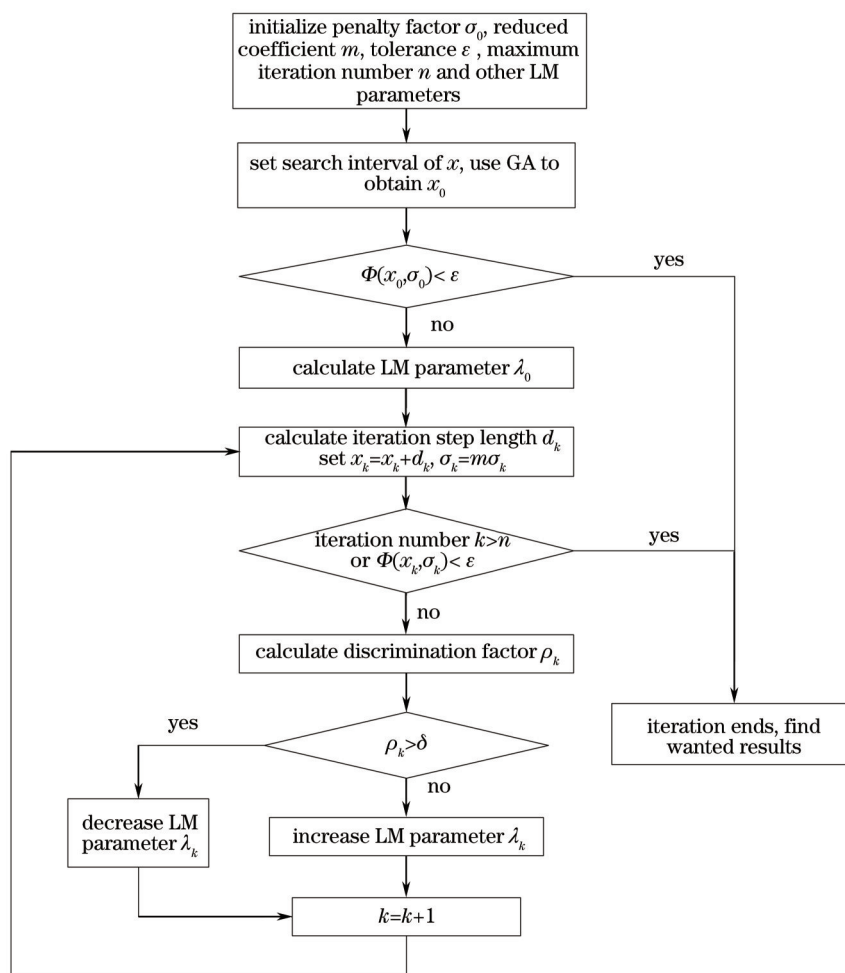 initialize penalty factor σ₀, reduced
coefficient m, tolerance ε , maximum
iteration number n and other LM
parameters
set search interval of x, use GA to
obtain x₀
Φ(x₀,σ₀)< ε
yes
no
calculate LM parameter λ₀
calculate iteration step length dₖ
set xₖ=xₖ+dₖ, σₖ=mσₖ
iteration number k>n
or Φ(xₖ,σₖ)< ε
yes
no
calculate discrimination factor ρₖ
yes
ρₖ>δ
iteration ends, find
wanted results
no
decrease LM
parameter λₖ
increase LM parameter λₖ
k=k+1